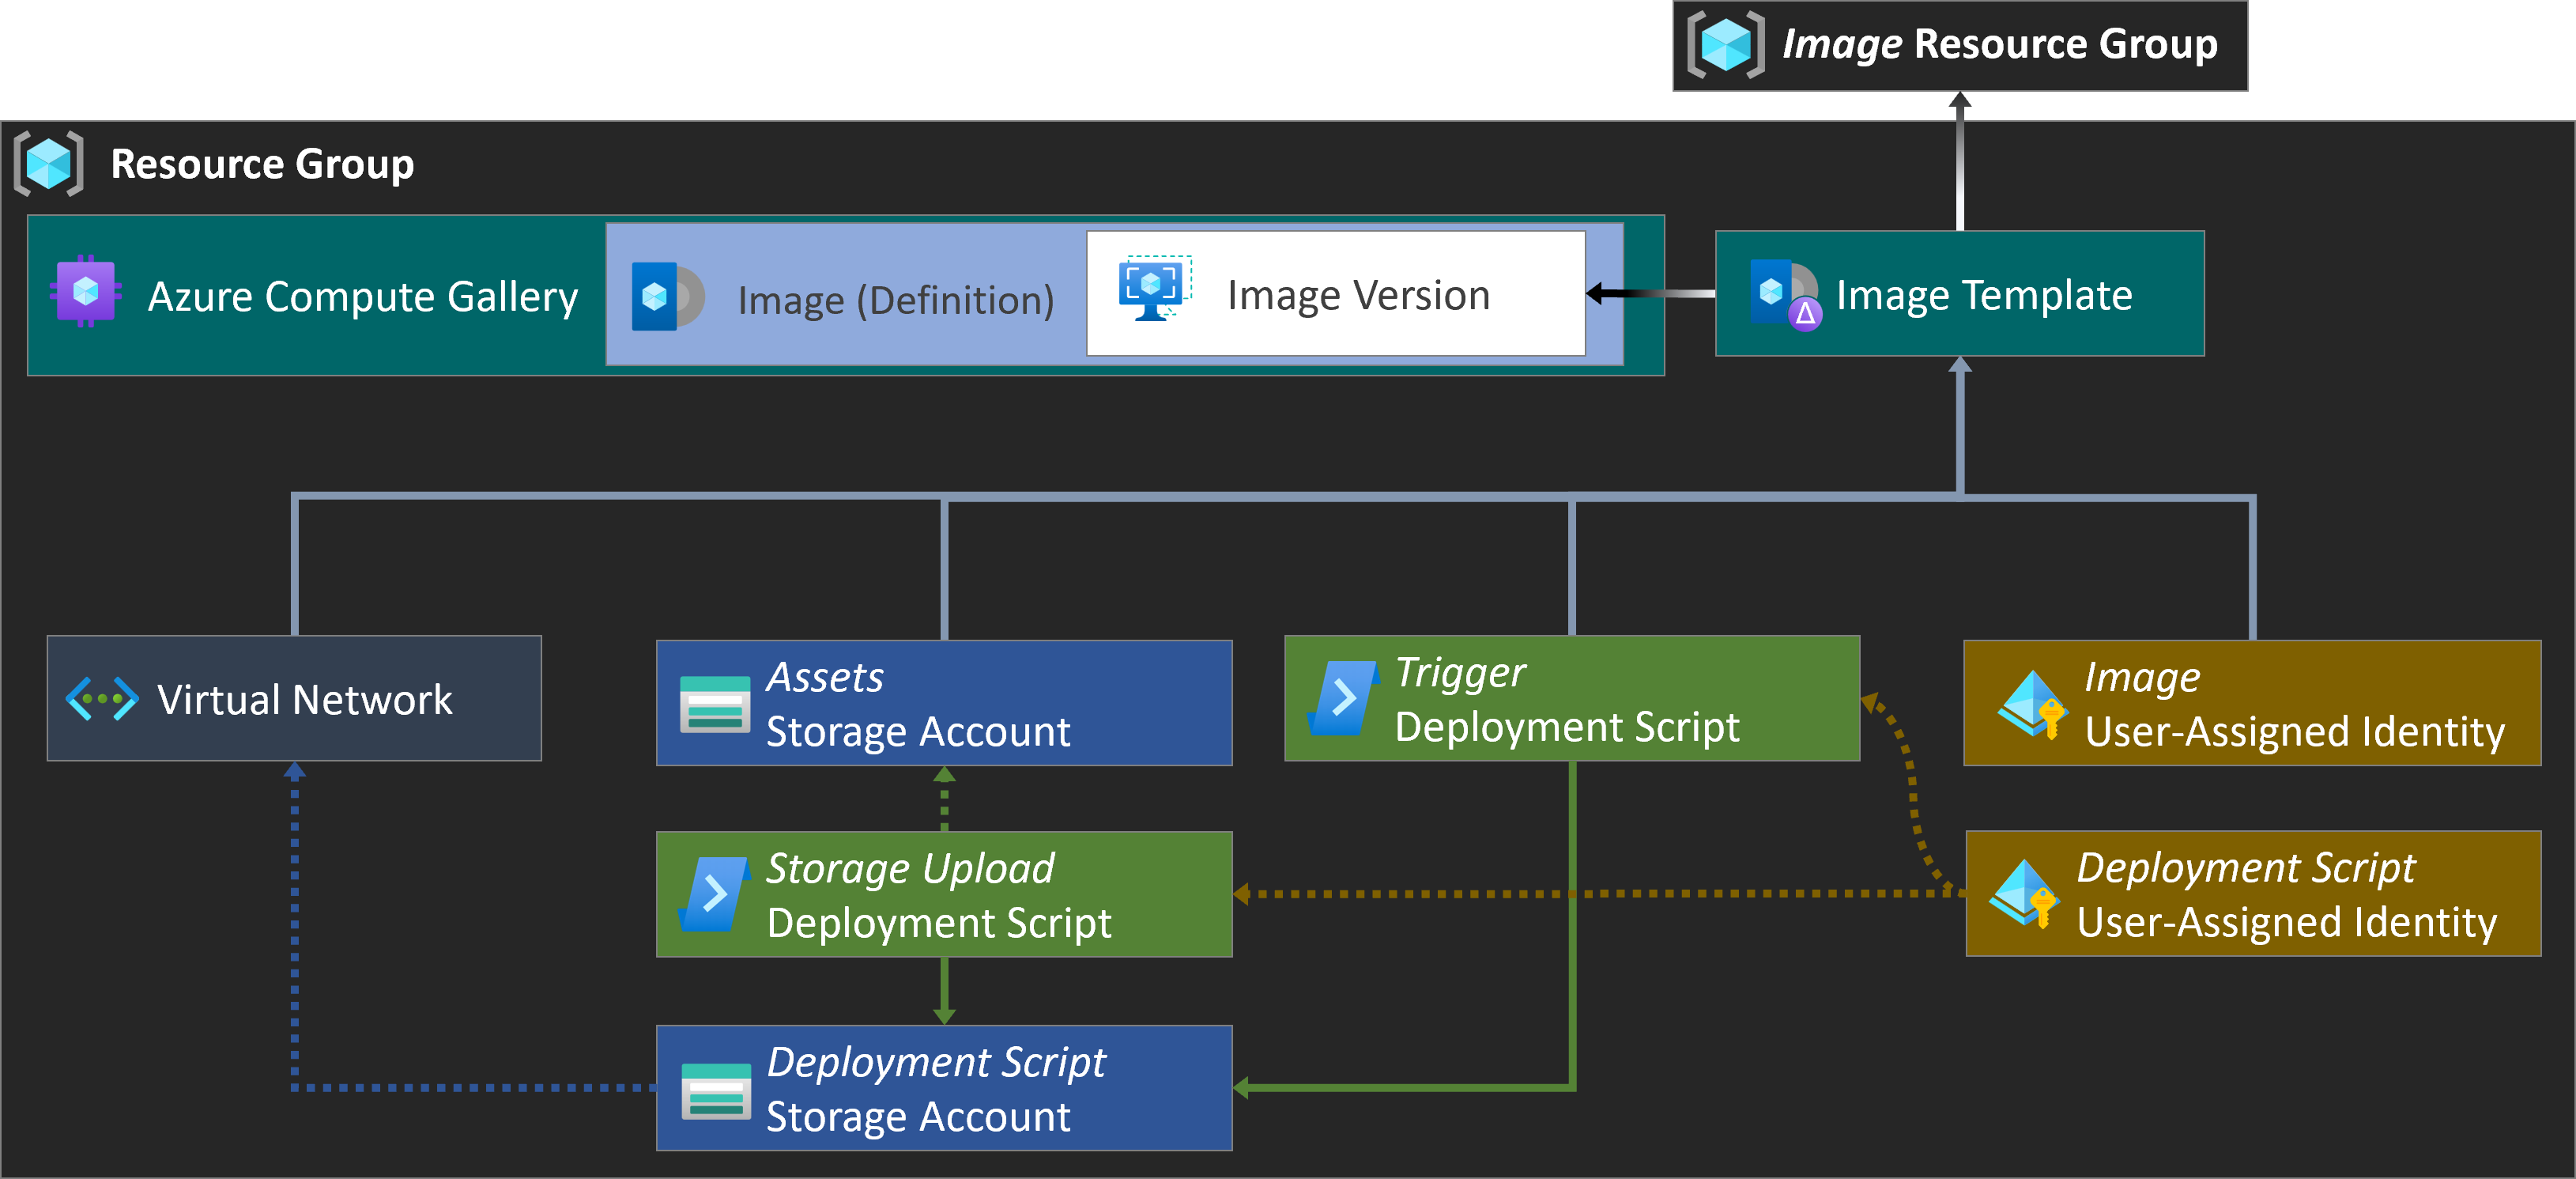 Image Resource Group
Resource Group
Azure Compute Gallery
Image (Definition)
Image Version
Image Template
Virtual Network
Assets
Storage Account
Trigger
Deployment Script
Image
User-Assigned Identity
Storage Upload
Deployment Script
Deployment Script
User-Assigned Identity
Deployment Script
Storage Account